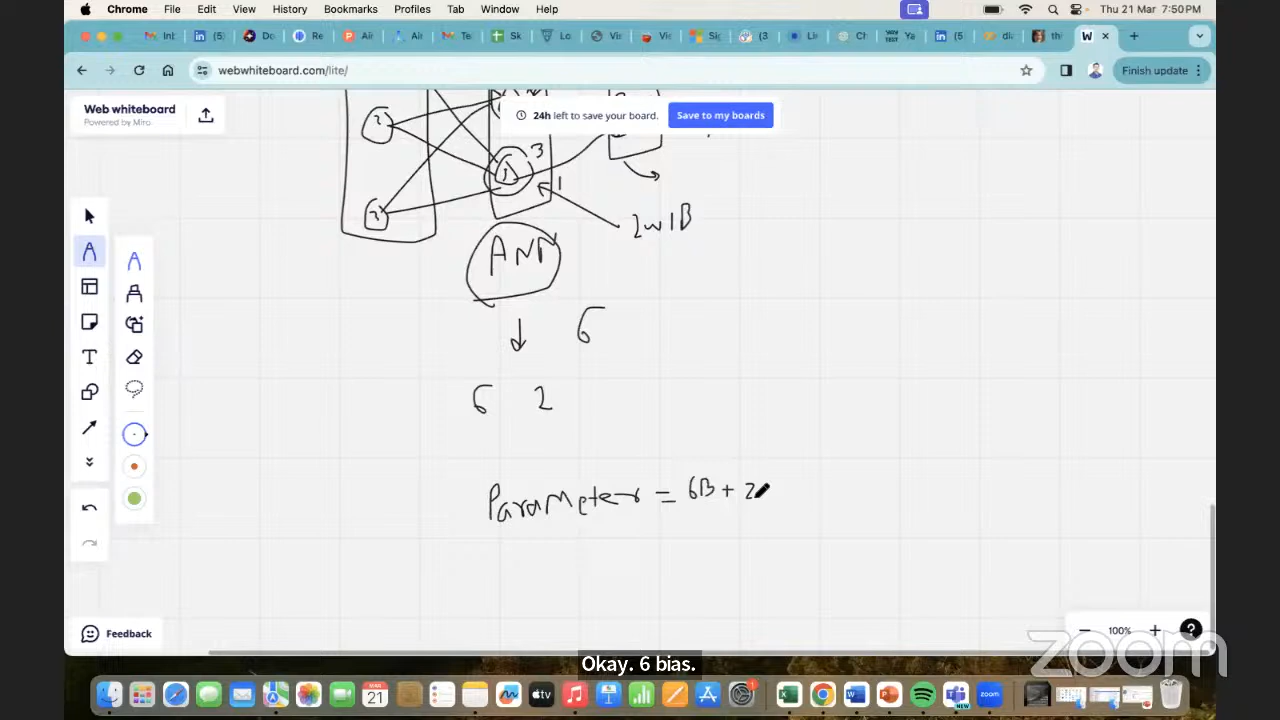 Chrome File Edit View History Bookmarks Profiles Tab Window Help Thu 21 Mar 7:50 PM
webwhiteboard.com/lite/
Finish update
Web whiteboard
Powered by Miro
24h left to save your board.
Save to my boards
3
1
2w1B
6
6 2
Parameter = 6B + 2
100%
Feedback
zoom
Okay. 6 bias.